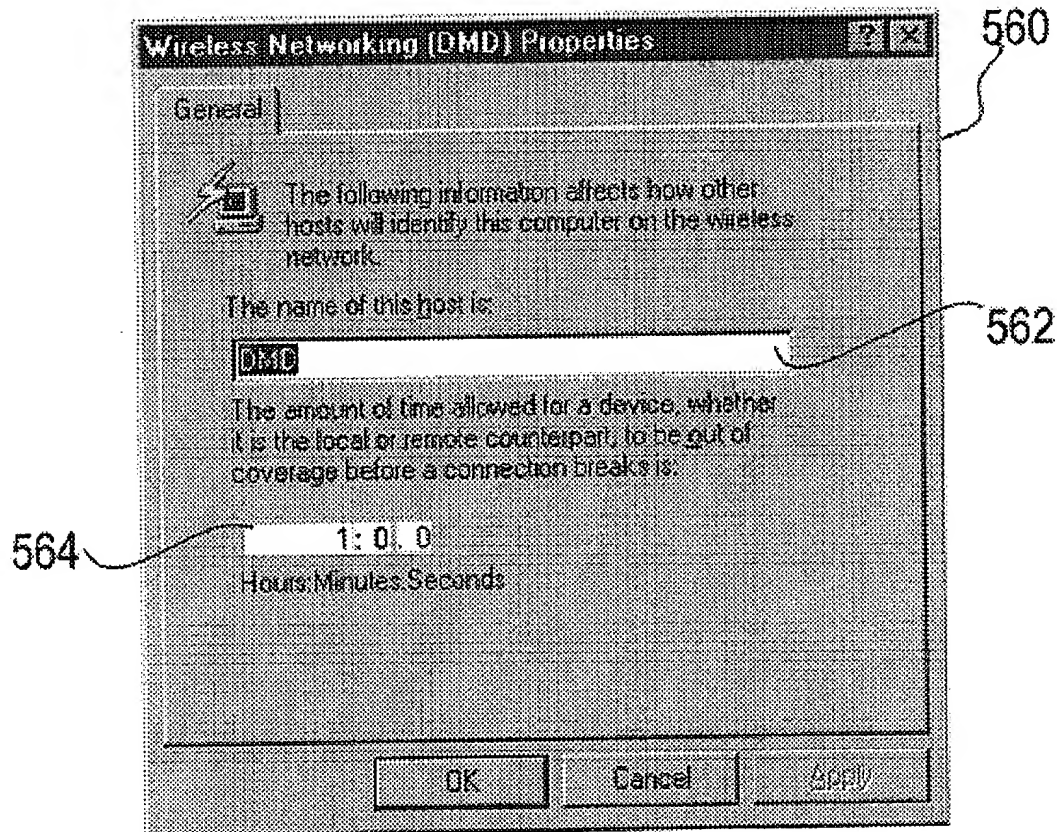 560
Wireless Networking (DMD) Properties
General
The following information affects how other
hosts will identify this computer on the wireless
network.
The name of this host is:
562
DMD
The amount of time allowed for a device, whether
it is the local or remote counterpart, to be out of
coverage before a connection breaks is:
564
1: 0. 0
Hours:Minutes.Seconds
OK Cancel Apply